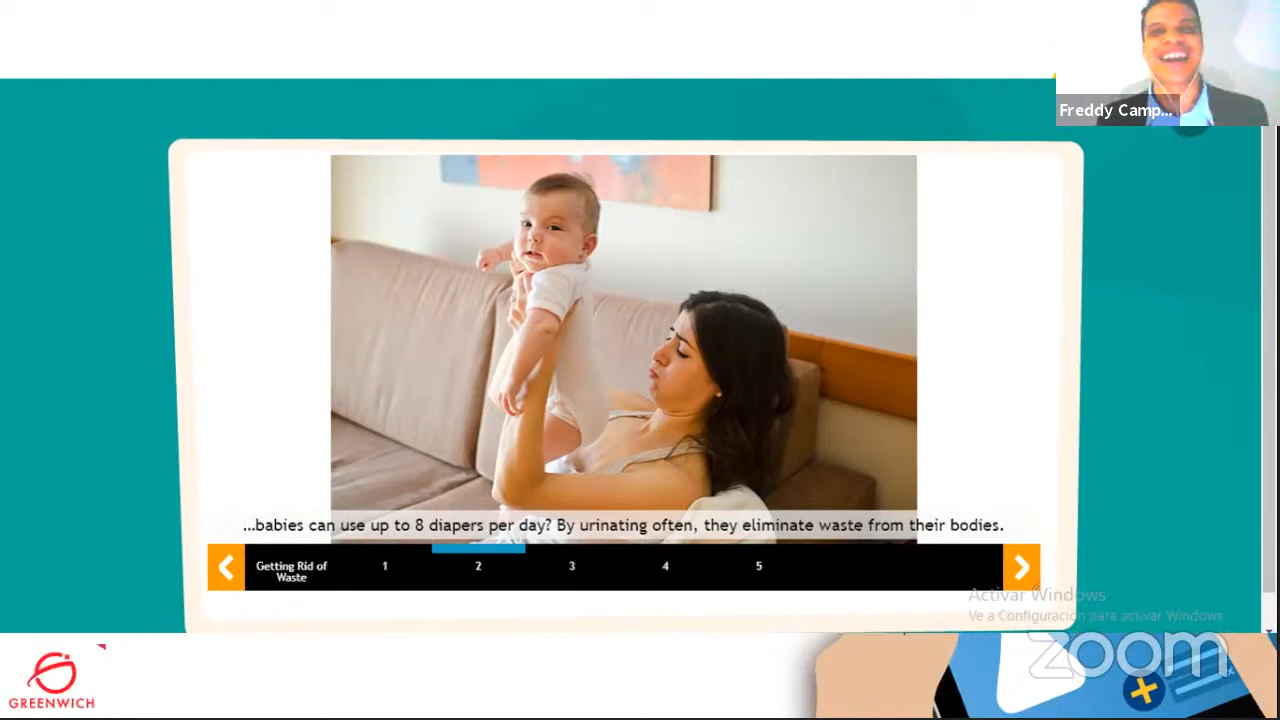 Freddy Camp...
...babies can use up to 8 diapers per day? By urinating often, they eliminate waste from their bodies.
Getting Rid of
Waste
1
2
3
4
5
Activar Windows
Ve a Configuración para activar Windows
zoom
GREENWICH